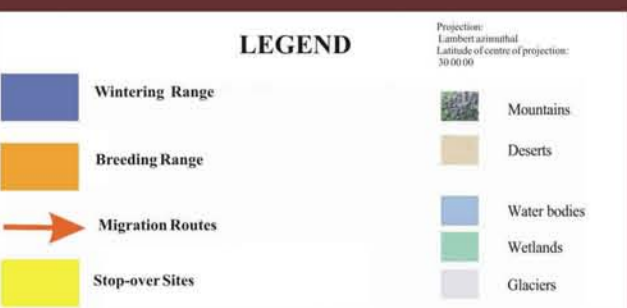 LEGEND
Wintering Range
Breeding Range
Migration Routes
Stop-over Sites
Projection:
Lambert azimuthal
Latitude of centre of projection:
30 00 00
Mountains
Deserts
Water bodies
Wetlands
Glaciers